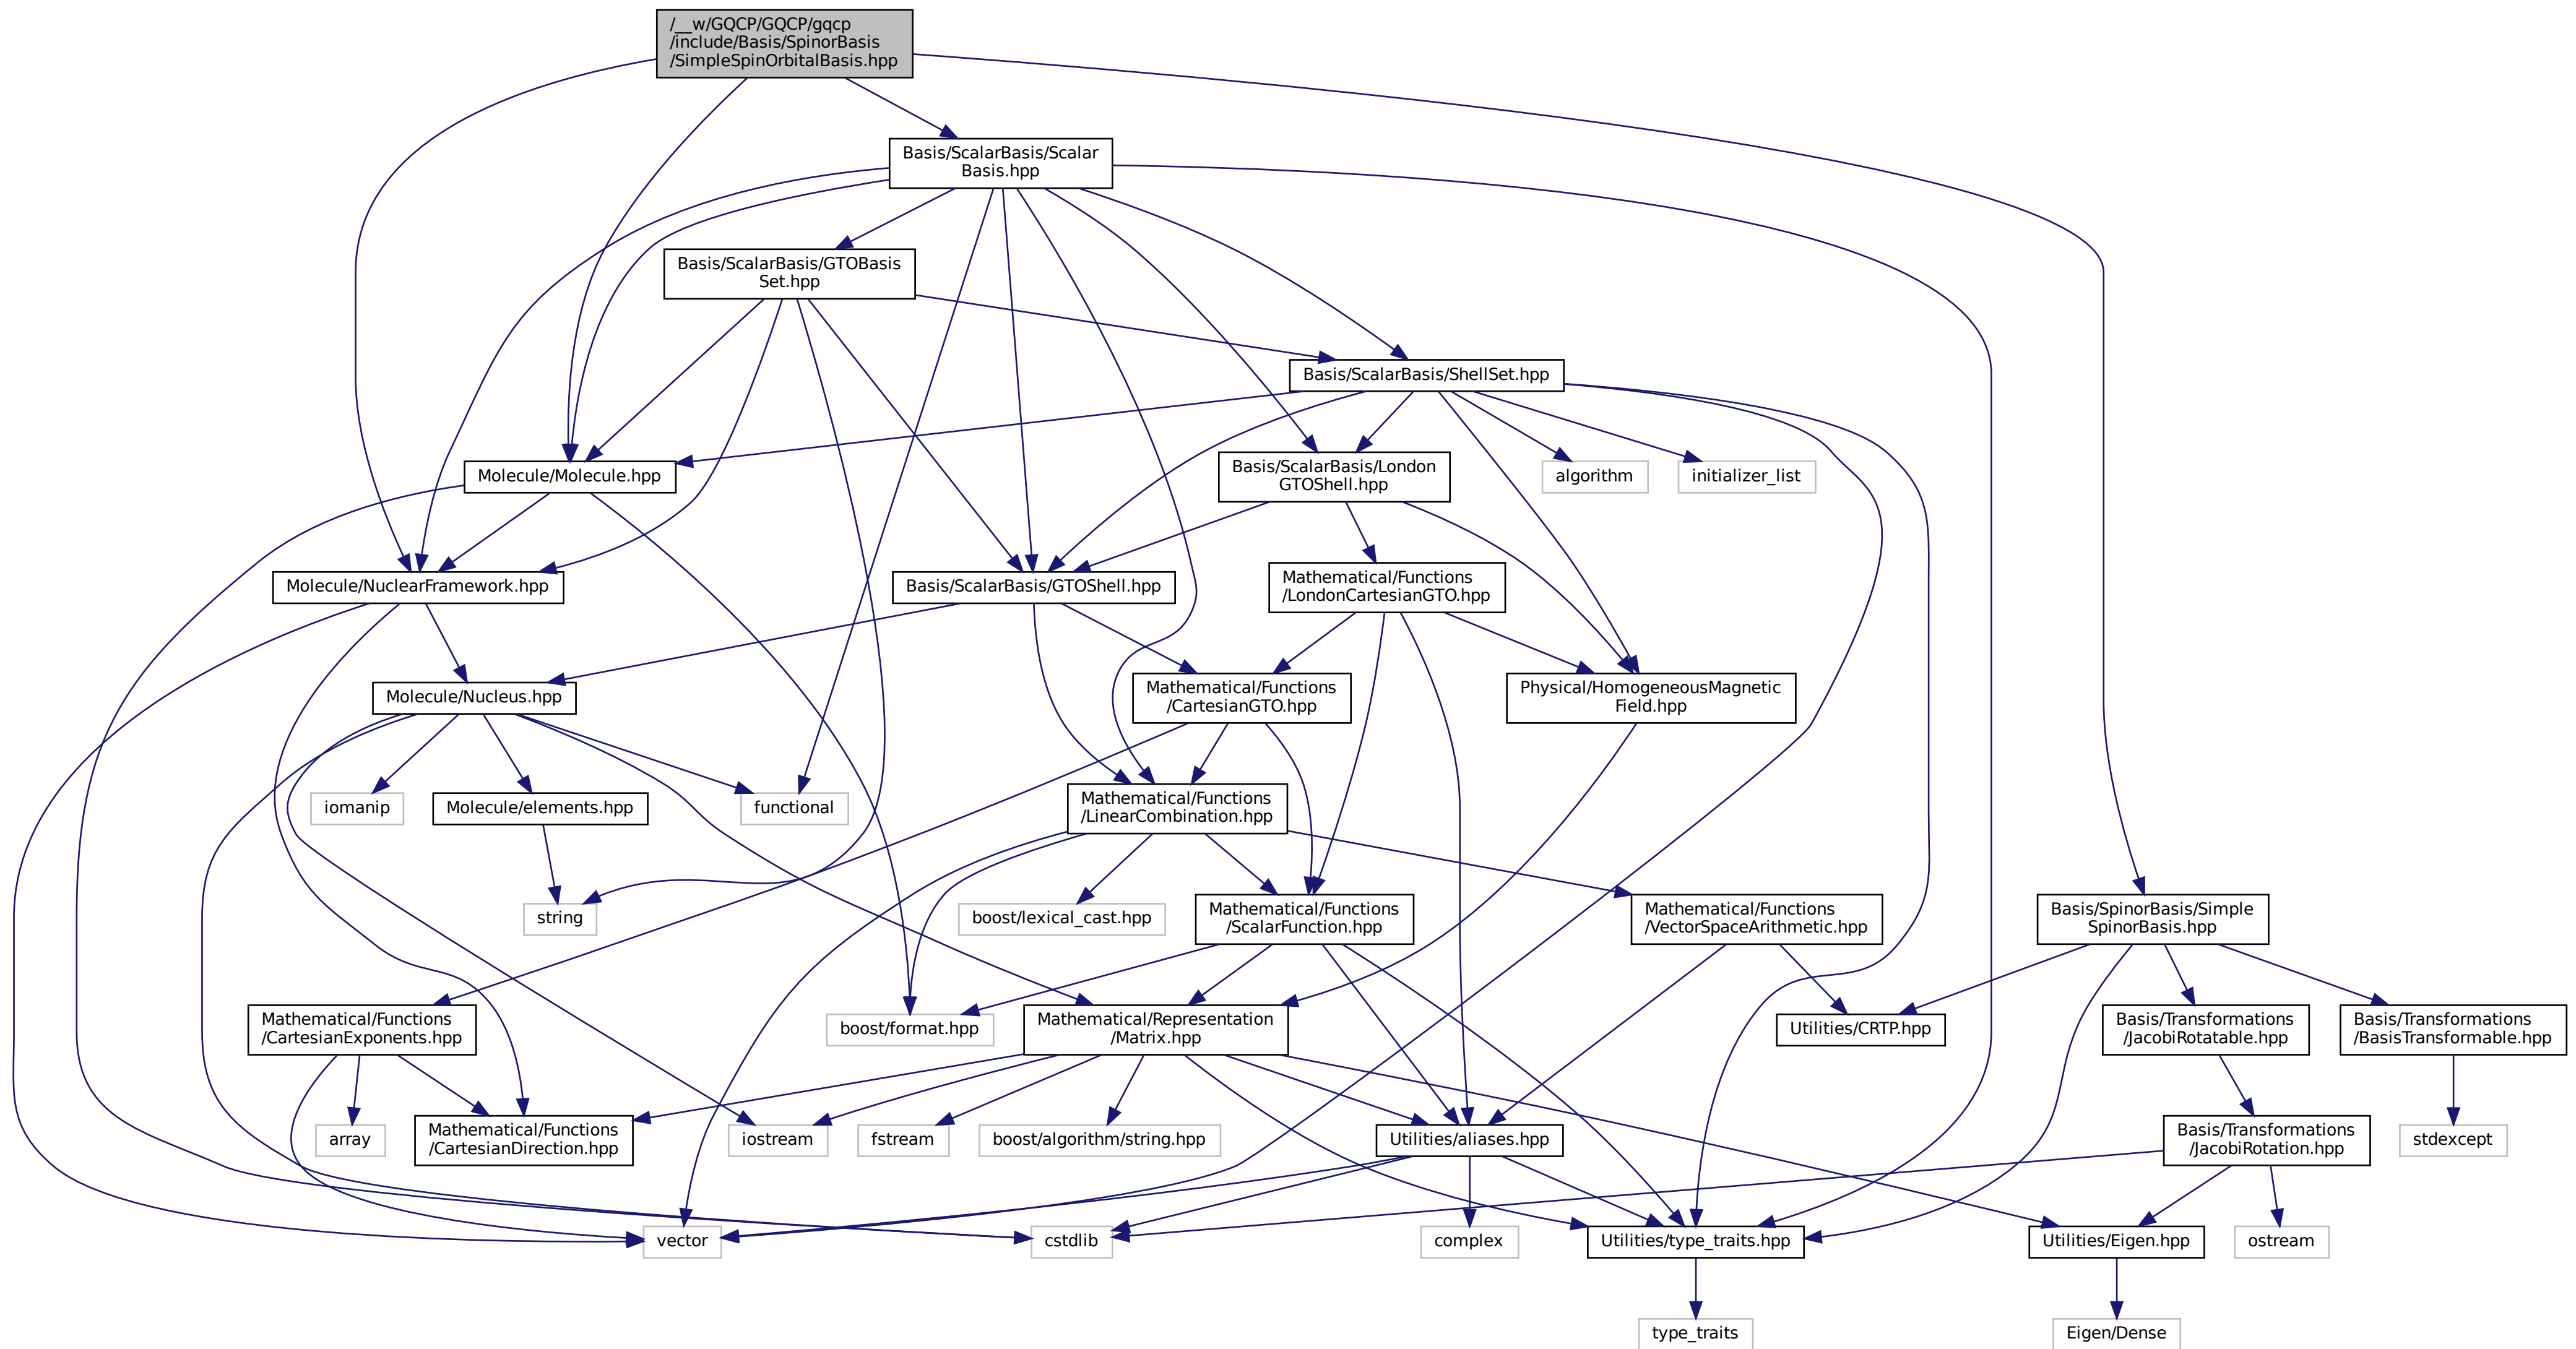 /__w/GQCP/GQCP/gqcp
/include/Basis/SpinorBasis
/SimpleSpinOrbitalBasis.hpp
Basis/ScalarBasis/Scalar
Basis.hpp
Basis/ScalarBasis/GTOBasis
Set.hpp
Basis/ScalarBasis/ShellSet.hpp
Molecule/Molecule.hpp
Basis/ScalarBasis/London
GTOShell.hpp
algorithm
initializer_list
Molecule/NuclearFramework.hpp
Basis/ScalarBasis/GTOShell.hpp
Mathematical/Functions
/LondonCartesianGTO.hpp
Molecule/Nucleus.hpp
Mathematical/Functions
/CartesianGTO.hpp
Physical/HomogeneousMagnetic
Field.hpp
iomanip
Molecule/elements.hpp
functional
Mathematical/Functions
/LinearCombination.hpp
string
boost/lexical_cast.hpp
Mathematical/Functions
/ScalarFunction.hpp
Mathematical/Functions
/VectorSpaceArithmetic.hpp
Basis/SpinorBasis/Simple
SpinorBasis.hpp
Mathematical/Functions
/CartesianExponents.hpp
boost/format.hpp
Mathematical/Representation
/Matrix.hpp
Utilities/CRTP.hpp
Basis/Transformations
/JacobiRotatable.hpp
Basis/Transformations
/BasisTransformable.hpp
array
Mathematical/Functions
/CartesianDirection.hpp
iostream
fstream
boost/algorithm/string.hpp
Utilities/aliases.hpp
Basis/Transformations
/JacobiRotation.hpp
stdexcept
vector
cstdlib
complex
Utilities/type_traits.hpp
Utilities/Eigen.hpp
ostream
type_traits
Eigen/Dense